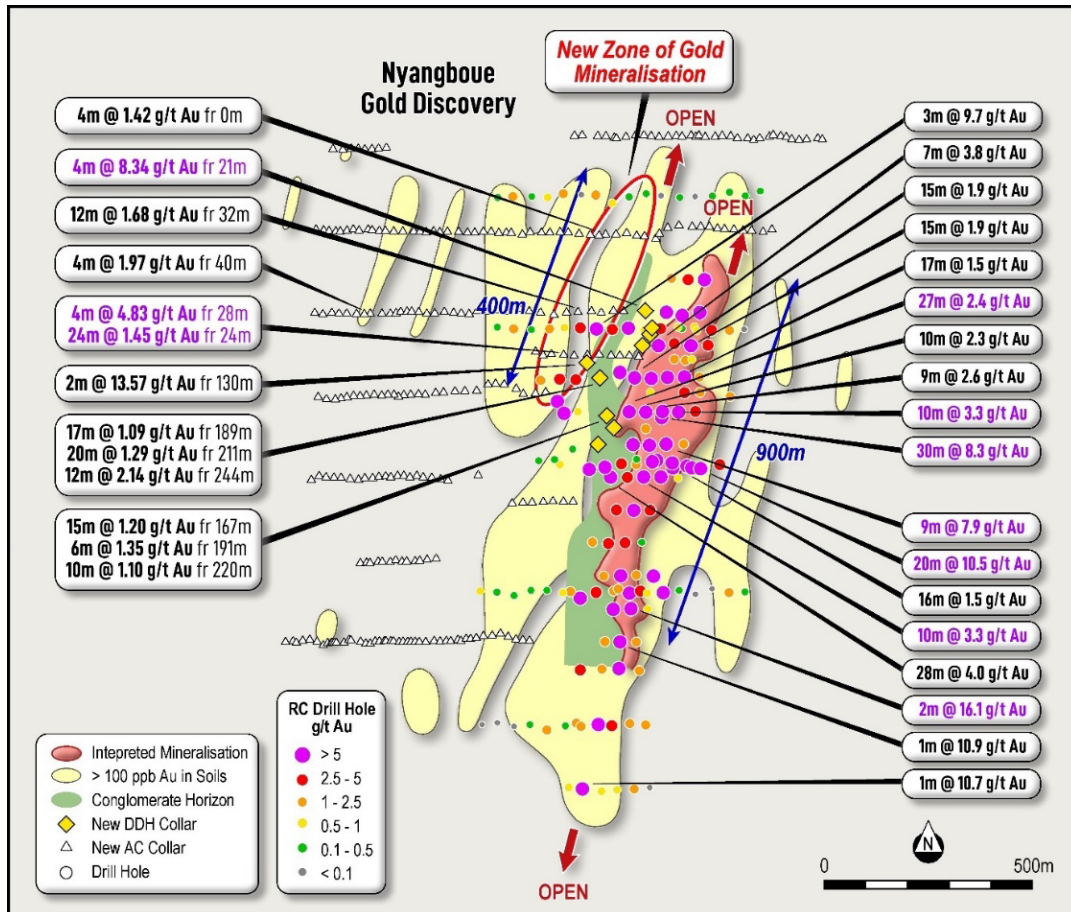 Nyangboue
Gold Discovery
New Zone of Gold
Mineralisation
OPEN
OPEN
4m @ 1.42 g/t Au fr 0m
4m @ 8.34 g/t Au fr 21m
12m @ 1.68 g/t Au fr 32m
4m @ 1.97 g/t Au fr 40m
4m @ 4.83 g/t Au fr 28m
24m @ 1.45 g/t Au fr 24m
2m @ 13.57 g/t Au fr 130m
17m @ 1.09 g/t Au fr 189m
20m @ 1.29 g/t Au fr 211m
12m @ 2.14 g/t Au fr 244m
15m @ 1.20 g/t Au fr 167m
6m @ 1.35 g/t Au fr 191m
10m @ 1.10 g/t Au fr 220m
400m
900m
3m @ 9.7 g/t Au
7m @ 3.8 g/t Au
15m @ 1.9 g/t Au
15m @ 1.9 g/t Au
17m @ 1.5 g/t Au
27m @ 2.4 g/t Au
10m @ 2.3 g/t Au
9m @ 2.6 g/t Au
10m @ 3.3 g/t Au
30m @ 8.3 g/t Au
9m @ 7.9 g/t Au
20m @ 10.5 g/t Au
16m @ 1.5 g/t Au
10m @ 3.3 g/t Au
28m @ 4.0 g/t Au
2m @ 16.1 g/t Au
1m @ 10.9 g/t Au
1m @ 10.7 g/t Au
Intepreted Mineralisation
> 100 ppb Au in Soils
Conglomerate Horizon
New DDH Collar
New AC Collar
Drill Hole
RC Drill Hole
g/t Au
> 5
2.5 - 5
1 - 2.5
0.5 - 1
0.1 - 0.5
< 0.1
OPEN
N
0 500m